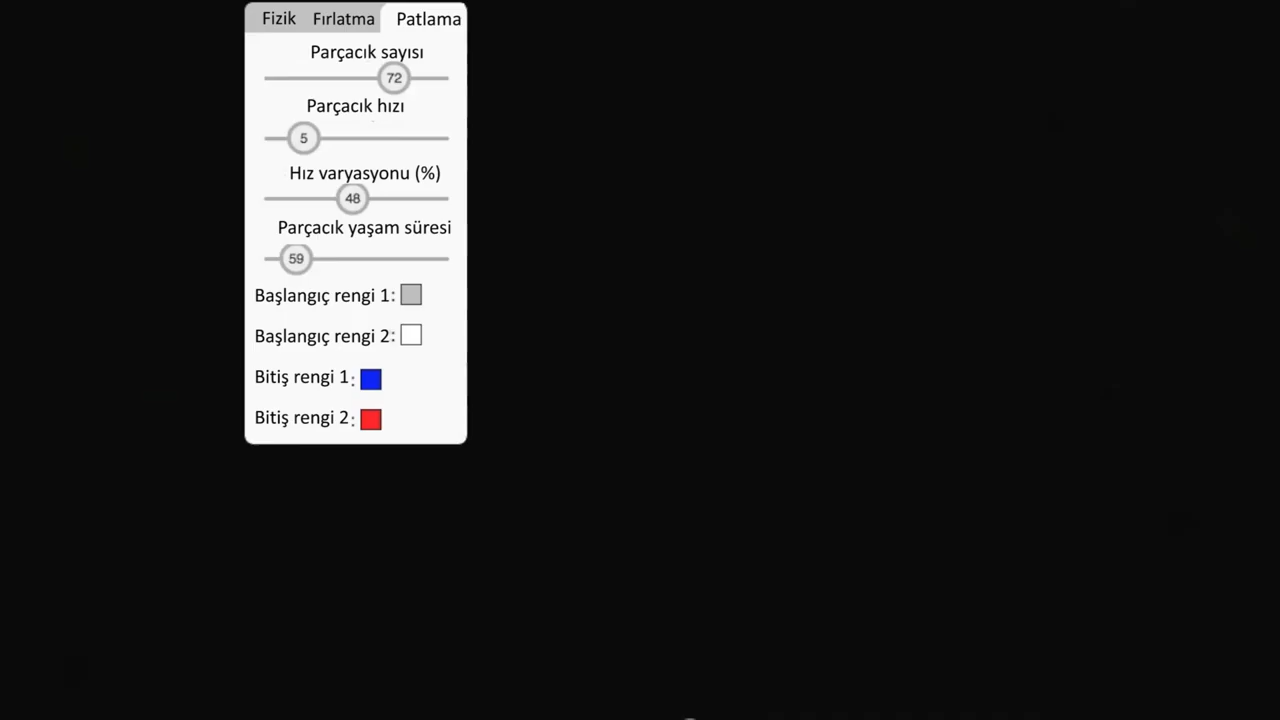 Fizik Fırlatma Patlama
Parçacık sayısı
72
Parçacık hızı
5
Hız varyasyonu (%)
48
Parçacık yaşam süresi
59
Başlangıç rengi 1:
Başlangıç rengi 2:
Bitiş rengi 1:
Bitiş rengi 2: